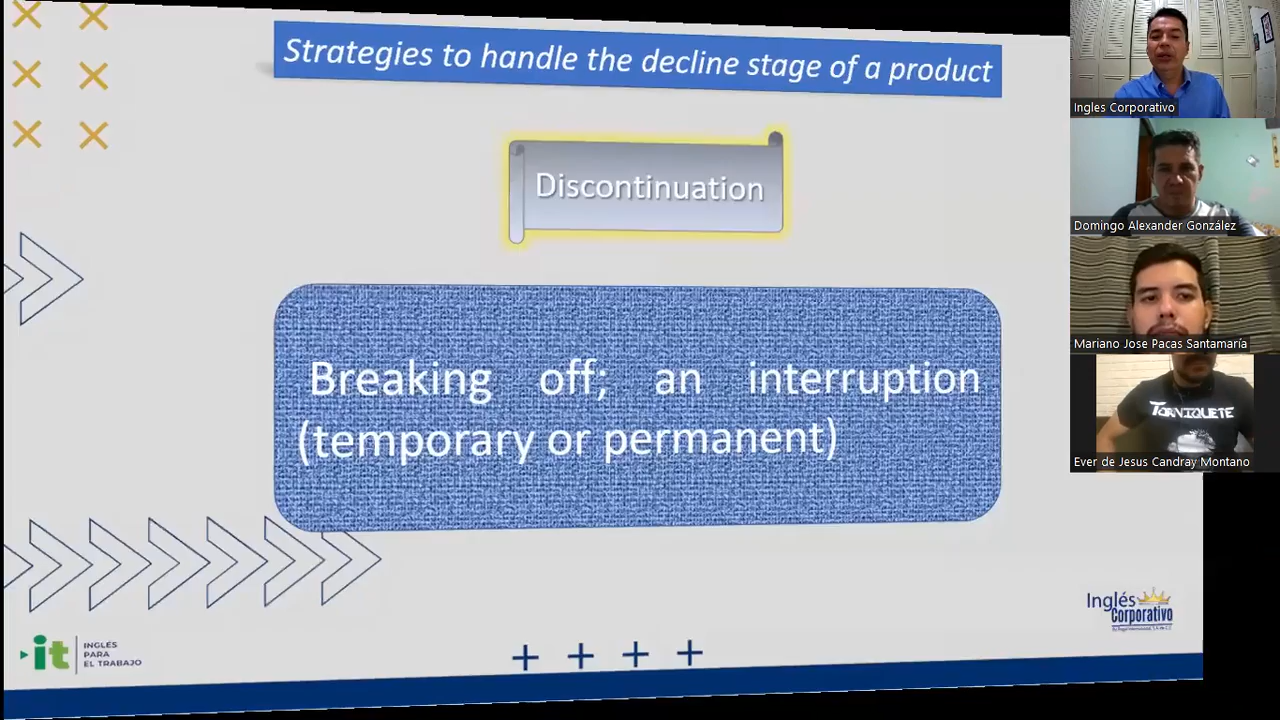 Strategies to handle the decline stage of a product
Discontinuation
Breaking off; an interruption
(temporary or permanent)
Ingles Corporativo
Domingo Alexander González
Mariano Jose Pacas Santamaría
TORNIQUETE
Ever de Jesus Candray Montano
it
INGLÉS
PARA
EL TRABAJO
Inglés
Corporativo